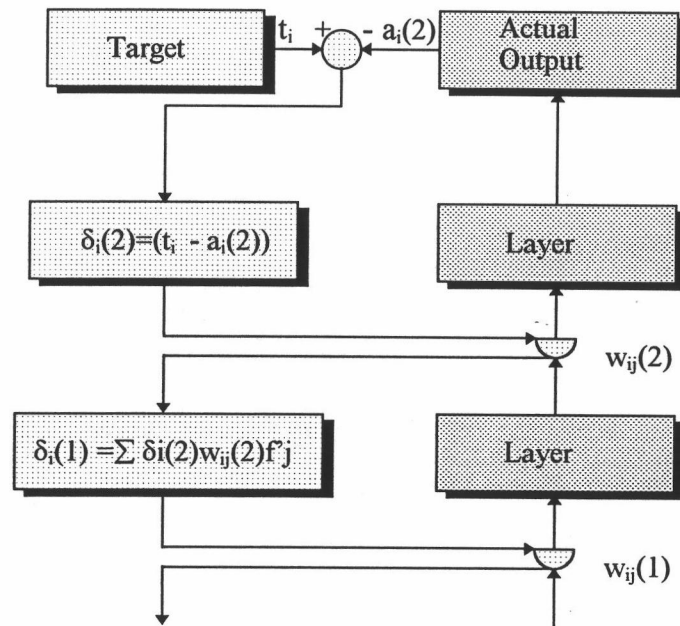 Target
tᵢ + - aᵢ(2)
Actual
Output
δᵢ(2)=(tᵢ - aᵢ(2))
Layer
wᵢⱼ(2)
δᵢ(1) =∑ δi(2)wᵢⱼ(2)f'j
Layer
wᵢⱼ(1)